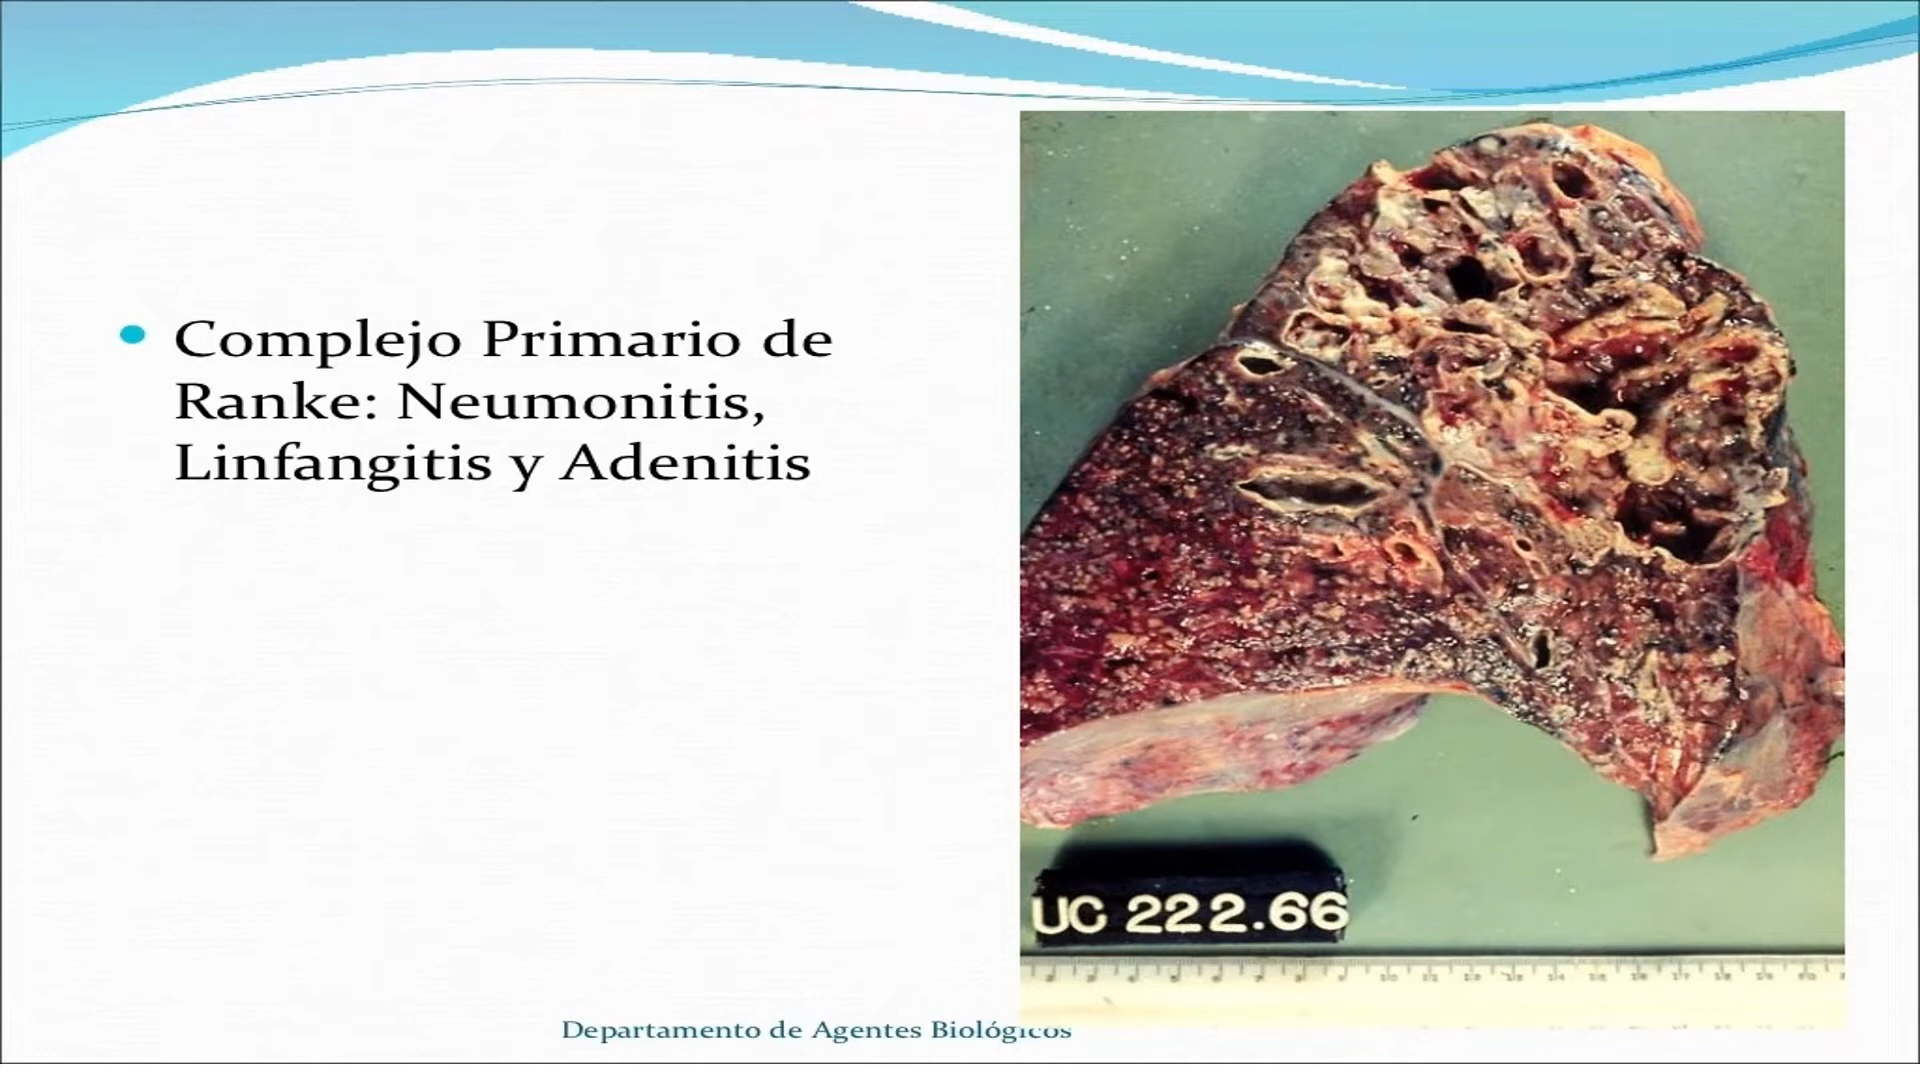 Complejo Primario de
Ranke: Neumonitis,
Linfangitis y Adenitis
UC 222.66
Departamento de Agentes Biológicos